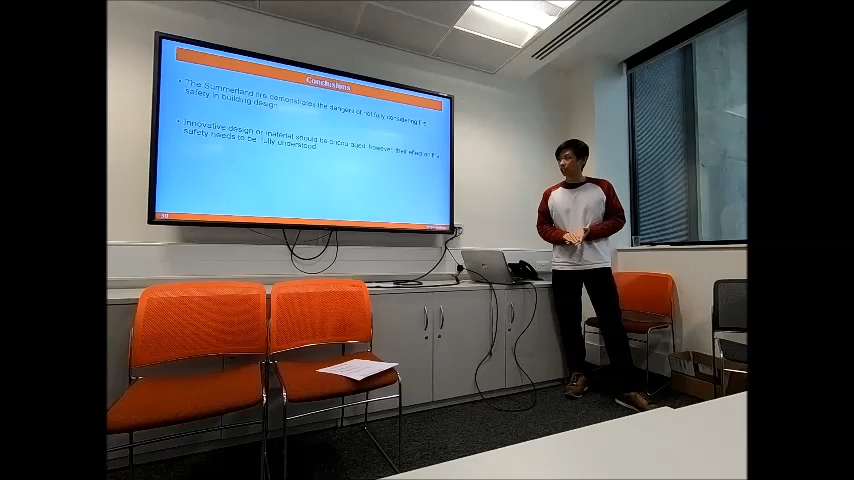 Conclusions
• The Summerland fire demonstrates the dangers of not fully considering fire
safety in building design
• Innovative design or material should be encouraged, however, their effect on fire
safety needs to be fully understood